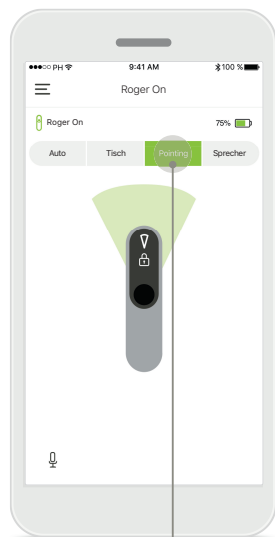 PH 9:41 AM 100 %
Roger On
Roger On 75%
Auto Tisch Pointing Sprecher